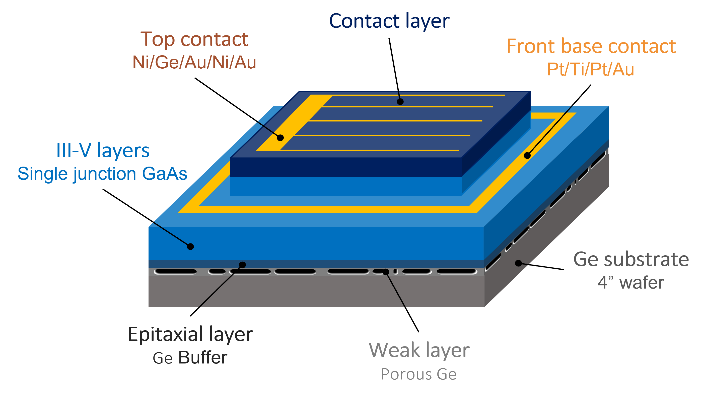 Contact layer
Top contact
Ni/Ge/Au/Ni/Au
Front base contact
Pt/Ti/Pt/Au
III-V layers
Single junction GaAs
Ge substrate
4” wafer
Epitaxial layer
Ge Buffer
Weak layer
Porous Ge